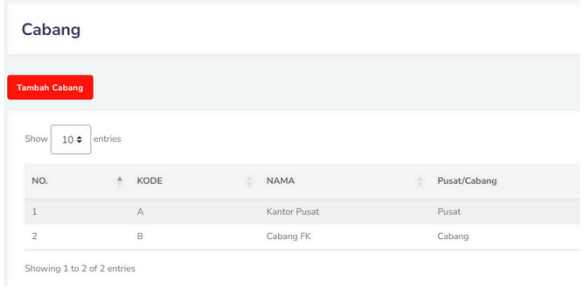 Cabang
Tambah Cabang
Show 10 entries
NO. KODE NAMA Pusat/Cabang
1 A Kantor Pusat Pusat
2 B Cabang FK Cabang
Showing 1 to 2 of 2 entries